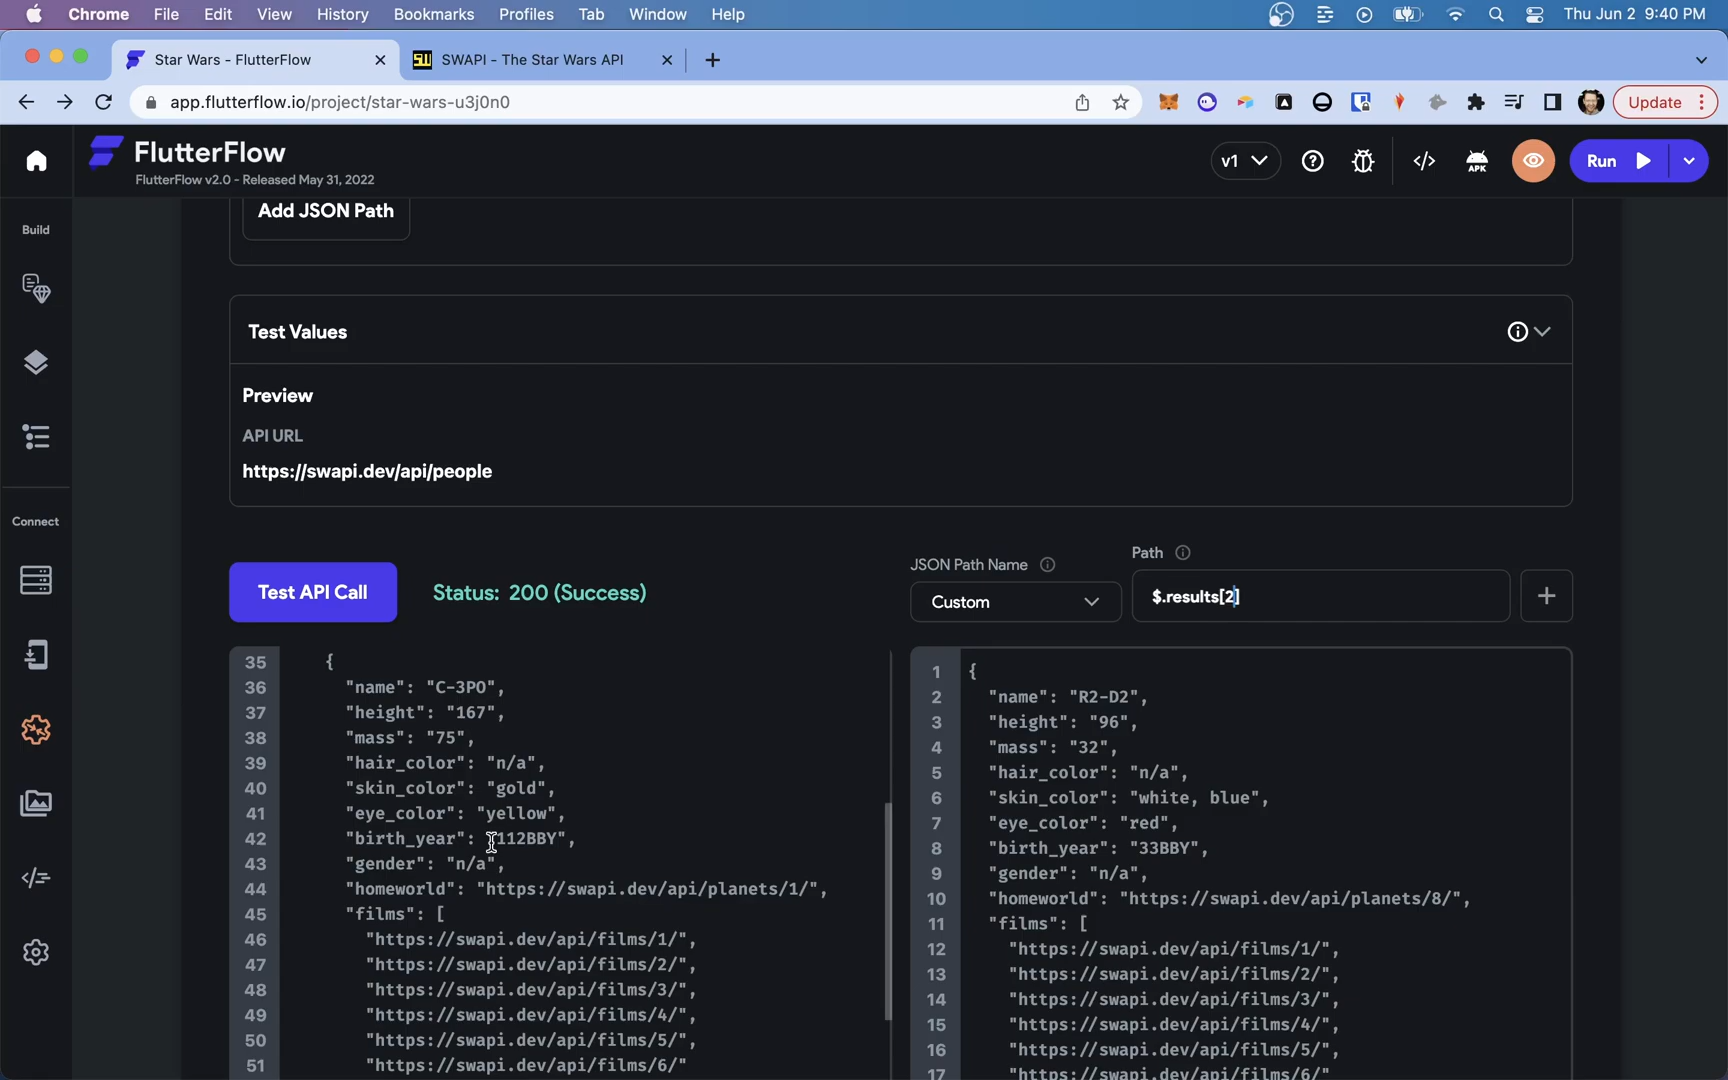 Chrome File Edit View History Bookmarks Profiles Tab Window Help Thu Jun 2 9:40 PM
Star Wars - FlutterFlow SWAPI - The Star Wars API
app.flutterflow.io/project/star-wars-u3j0n0 Update
FlutterFlow
FlutterFlow v2.0 - Released May 31, 2022
v1 APK Run
Build
Connect
Add JSON Path
Test Values
Preview
API URL
https://swapi.dev/api/people
Test API Call
Status: 200 (Success)
JSON Path Name
Custom
Path
$.results[2]
35 {
36 "name": "C-3PO",
37 "height": "167",
38 "mass": "75",
39 "hair_color": "n/a",
40 "skin_color": "gold",
41 "eye_color": "yellow",
42 "birth_year": "112BBY",
43 "gender": "n/a",
44 "homeworld": "https://swapi.dev/api/planets/1/",
45 "films": [
46 "https://swapi.dev/api/films/1/",
47 "https://swapi.dev/api/films/2/",
48 "https://swapi.dev/api/films/3/",
49 "https://swapi.dev/api/films/4/",
50 "https://swapi.dev/api/films/5/",
51 "https://swapi.dev/api/films/6/"
1 {
2 "name": "R2-D2",
3 "height": "96",
4 "mass": "32",
5 "hair_color": "n/a",
6 "skin_color": "white, blue",
7 "eye_color": "red",
8 "birth_year": "33BBY",
9 "gender": "n/a",
10 "homeworld": "https://swapi.dev/api/planets/8/",
11 "films": [
12 "https://swapi.dev/api/films/1/",
13 "https://swapi.dev/api/films/2/",
14 "https://swapi.dev/api/films/3/",
15 "https://swapi.dev/api/films/4/",
16 "https://swapi.dev/api/films/5/",
17 "https://swapi.dev/api/films/6/"